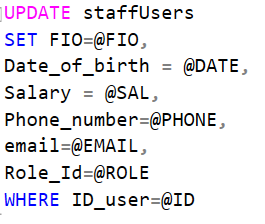 UPDATE staffUsers
SET FIO=@FIO,
Date_of_birth = @DATE,
Salary = @SAL,
Phone_number=@PHONE,
email=@EMAIL,
Role_Id=@ROLE
WHERE ID_user=@ID